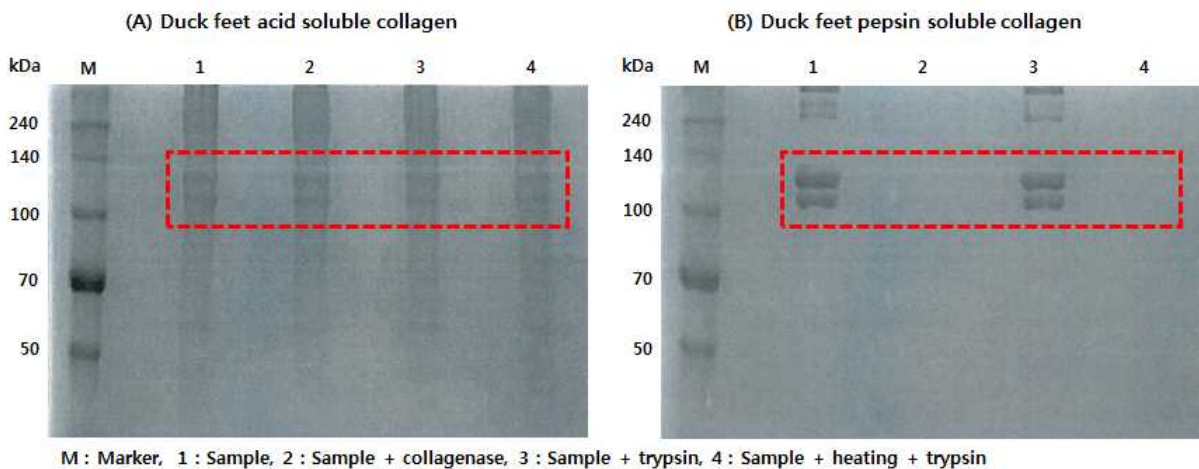 (A) Duck feet acid soluble collagen
(B) Duck feet pepsin soluble collagen
kDa M 1 2 3 4
kDa M 1 2 3 4
240
140
100
70
50
240
140
100
70
50
M : Marker, 1 : Sample, 2 : Sample + collagenase, 3 : Sample + trypsin, 4 : Sample + heating + trypsin